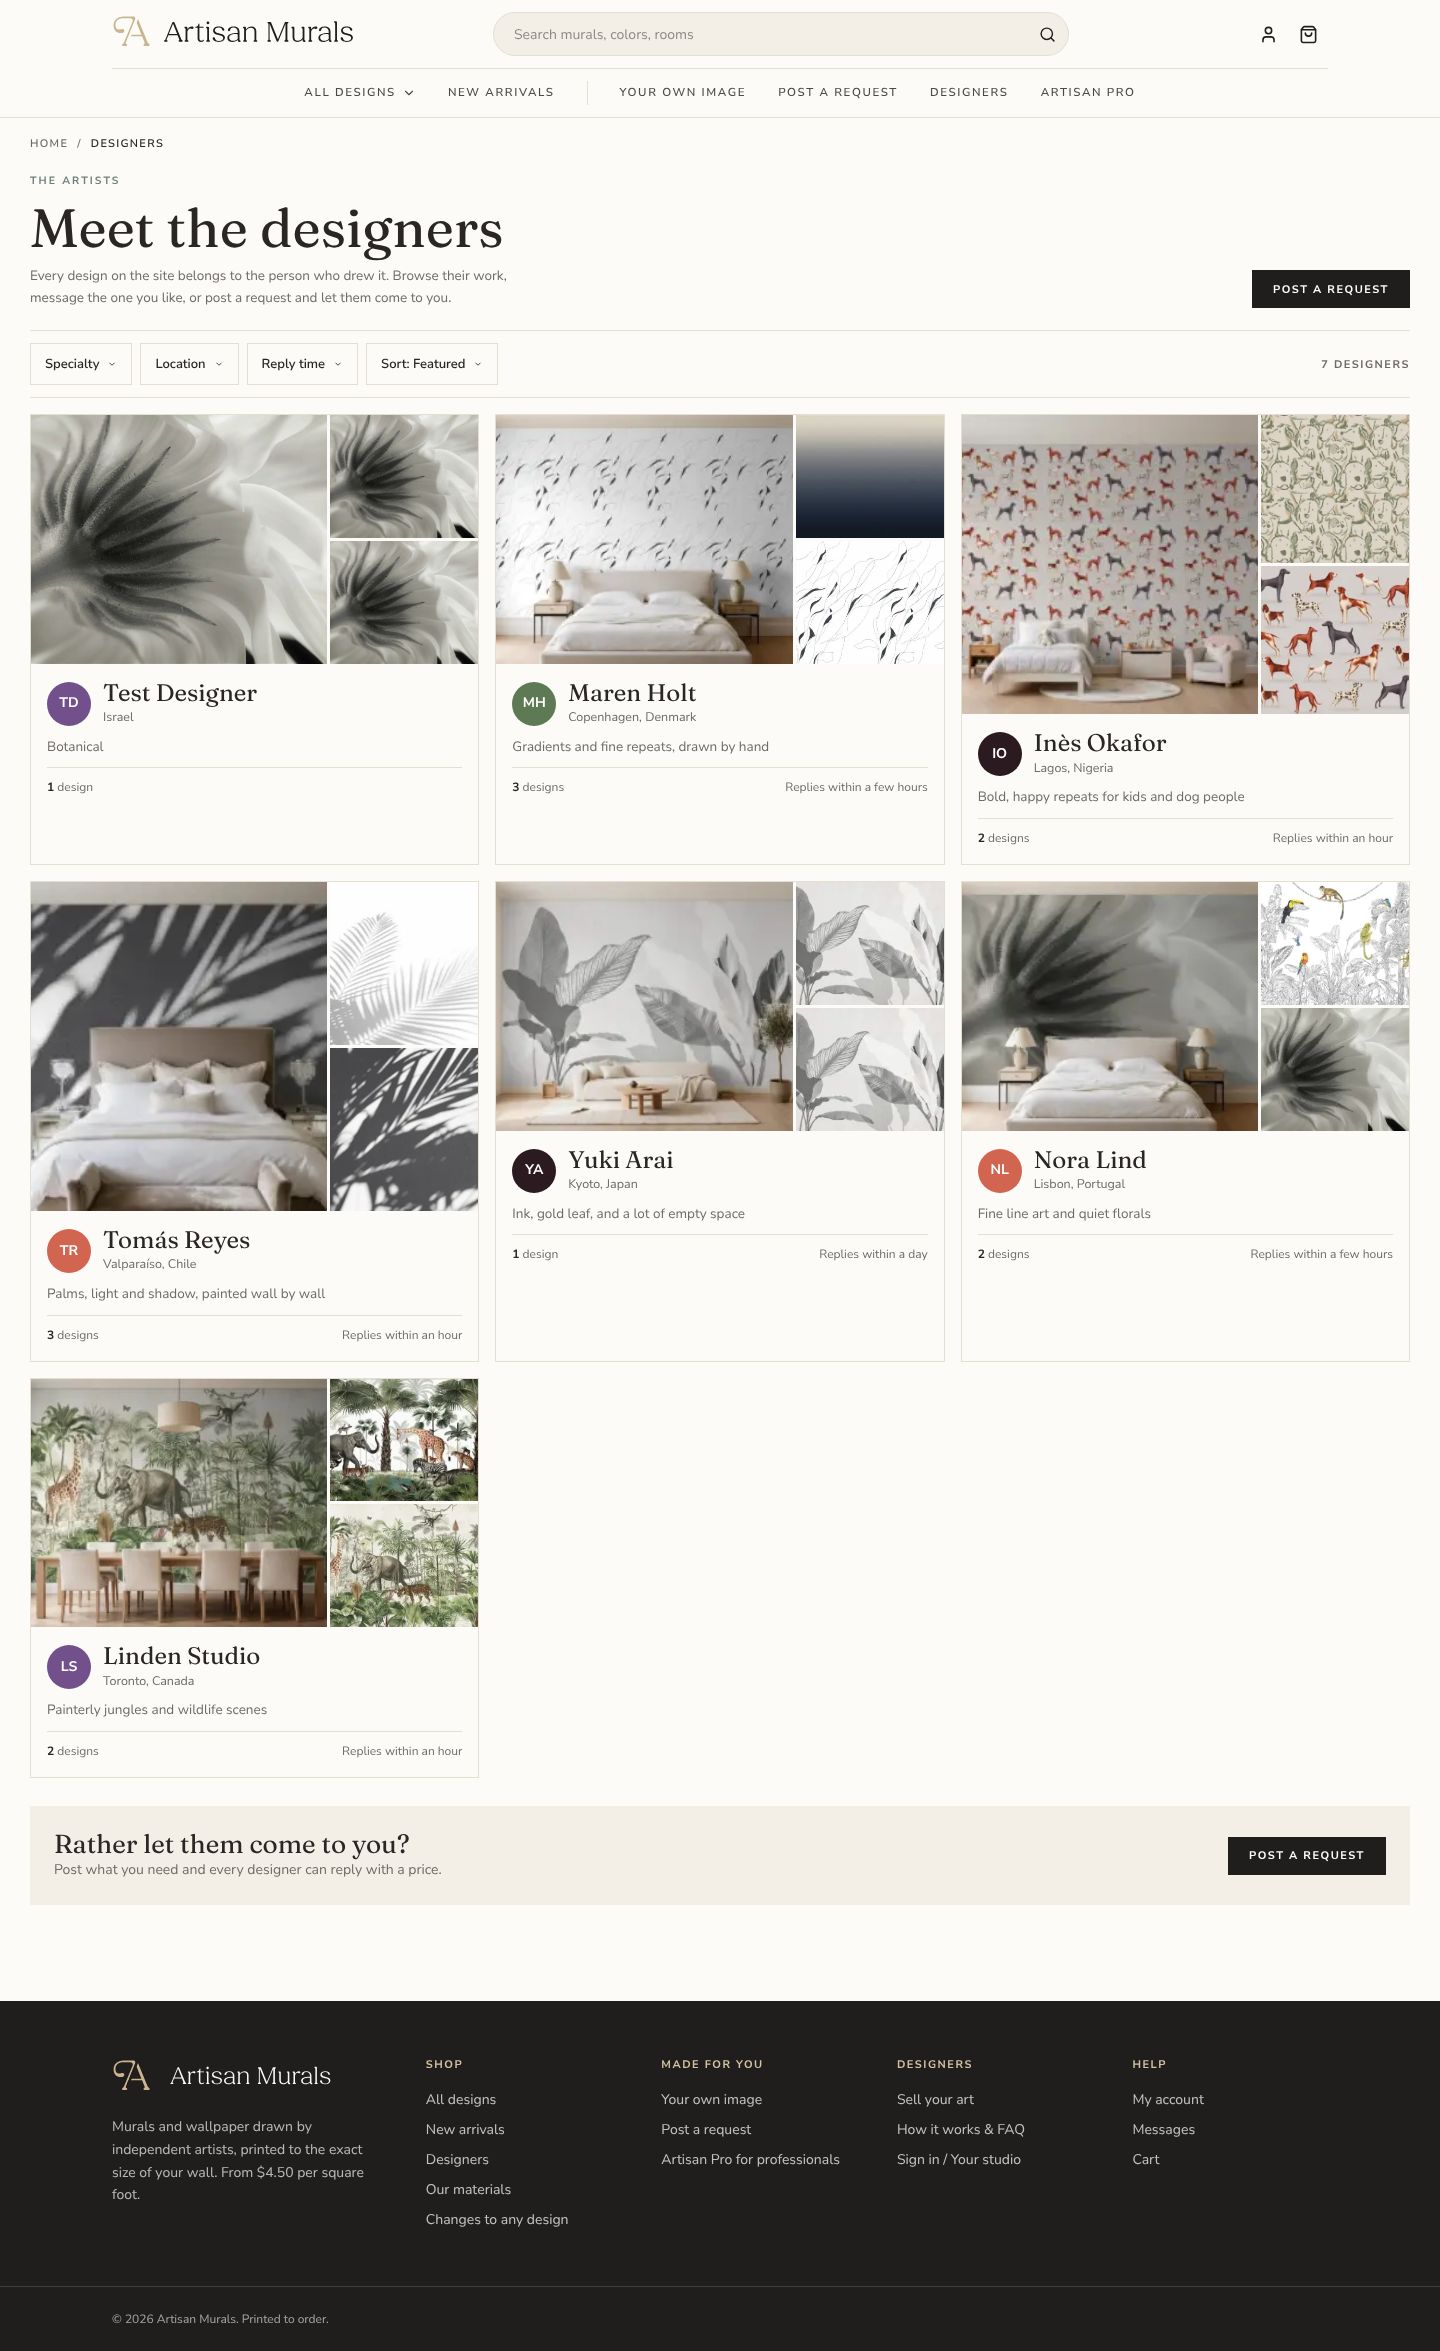 Artisan Murals
Search murals, colors, rooms
ALL DESIGNS
NEW ARRIVALS
YOUR OWN IMAGE
POST A REQUEST
DESIGNERS
ARTISAN PRO
HOME / DESIGNERS
THE ARTISTS
Meet the designers
Every design on the site belongs to the person who drew it. Browse their work,
message the one you like, or post a request and let them come to you.
POST A REQUEST
Specialty
Location
Reply time
Sort: Featured
7 DESIGNERS
TD
Test Designer
Israel
Botanical
1 design
MH
Maren Holt
Copenhagen, Denmark
Gradients and fine repeats, drawn by hand
3 designs
Replies within a few hours
IO
Inès Okafor
Lagos, Nigeria
Bold, happy repeats for kids and dog people
2 designs
Replies within an hour
TR
Tomás Reyes
Valparaíso, Chile
Palms, light and shadow, painted wall by wall
3 designs
Replies within an hour
YA
Yuki Arai
Kyoto, Japan
Ink, gold leaf, and a lot of empty space
1 design
Replies within a day
NL
Nora Lind
Lisbon, Portugal
Fine line art and quiet florals
2 designs
Replies within a few hours
LS
Linden Studio
Toronto, Canada
Painterly jungles and wildlife scenes
2 designs
Replies within an hour
Rather let them come to you?
Post what you need and every designer can reply with a price.
POST A REQUEST
Artisan Murals
Murals and wallpaper drawn by
independent artists, printed to the exact
size of your wall. From $4.50 per square
foot.
SHOP
All designs
New arrivals
Designers
Our materials
Changes to any design
MADE FOR YOU
Your own image
Post a request
Artisan Pro for professionals
DESIGNERS
Sell your art
How it works & FAQ
Sign in / Your studio
HELP
My account
Messages
Cart
© 2026 Artisan Murals. Printed to order.